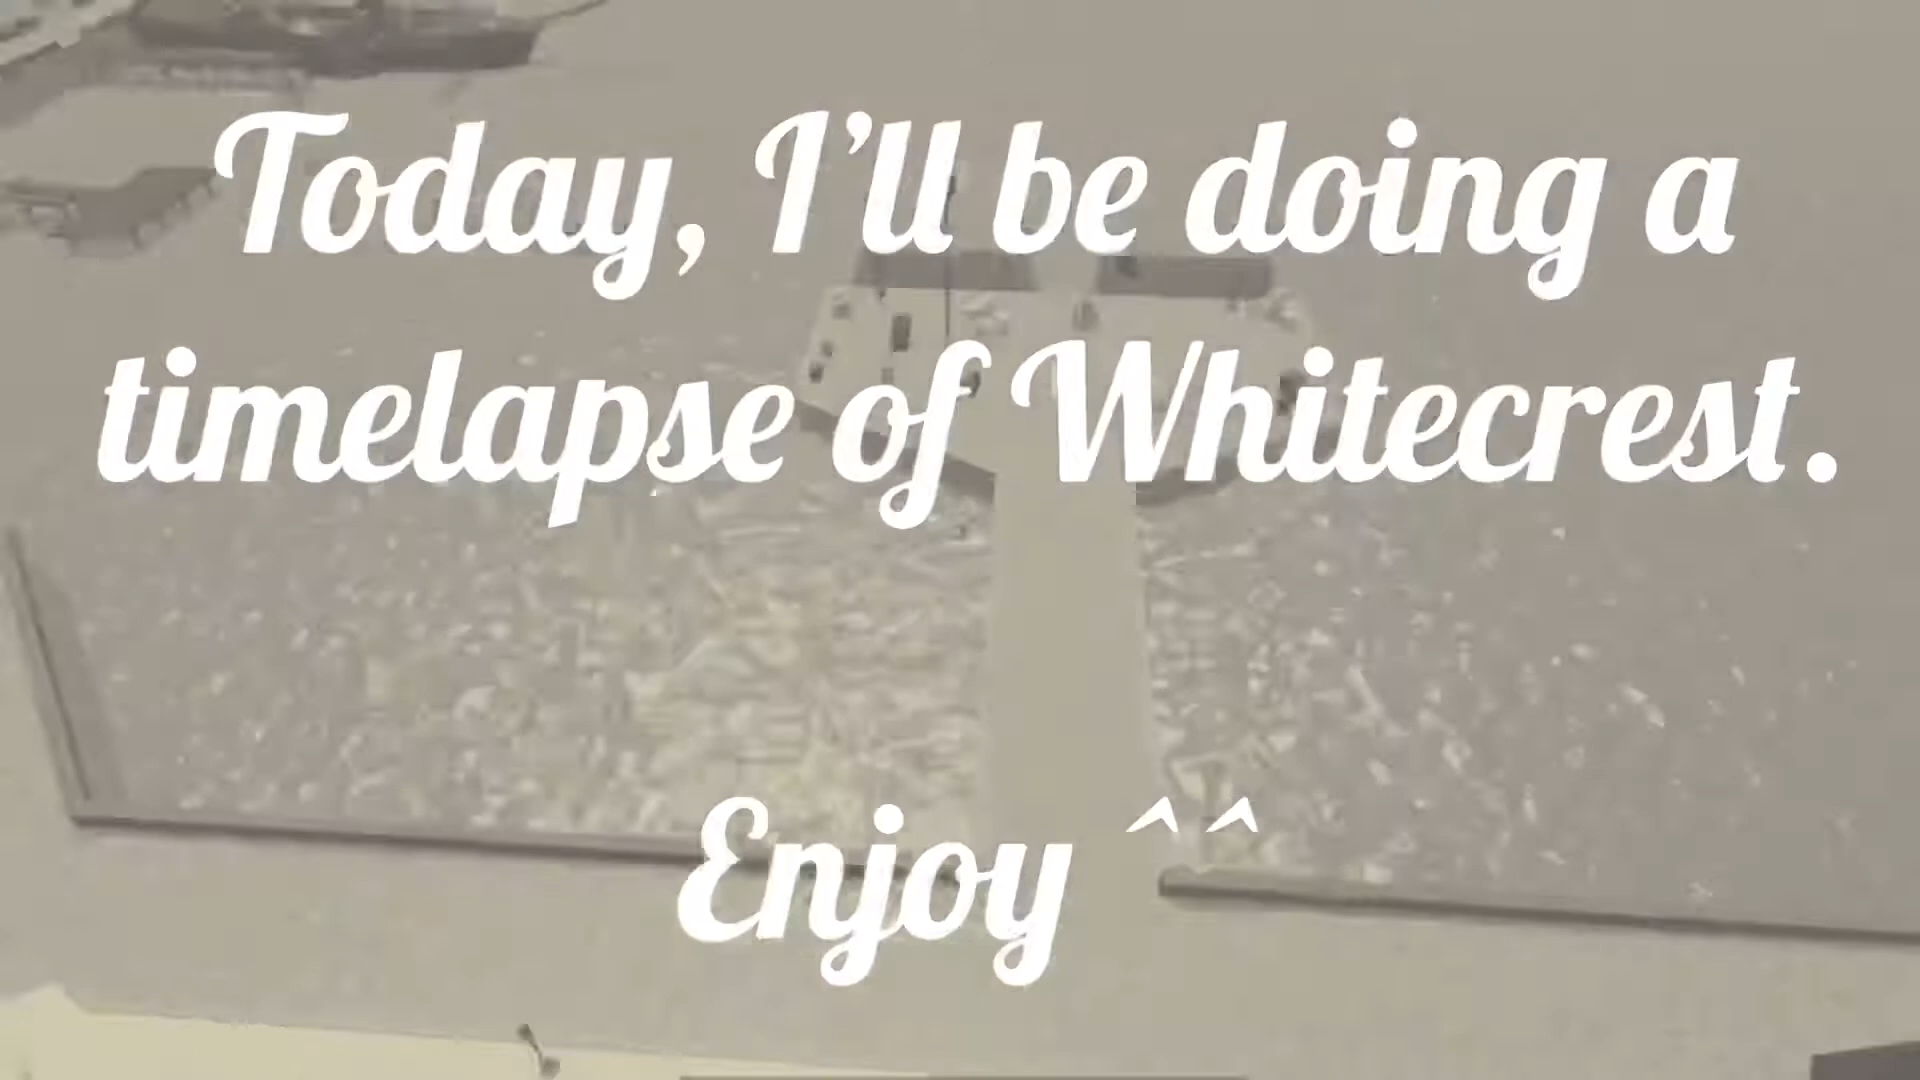 Today, I'll be doing a
timelapse of Whitecrest.
Enjoy ^^